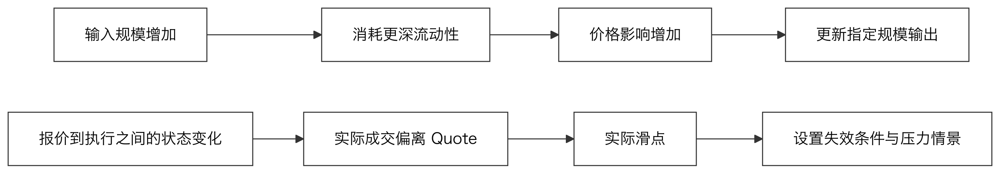 输入规模增加
消耗更深流动性
价格影响增加
更新指定规模输出
报价到执行之间的状态变化
实际成交偏离 Quote
实际滑点
设置失效条件与压力情景